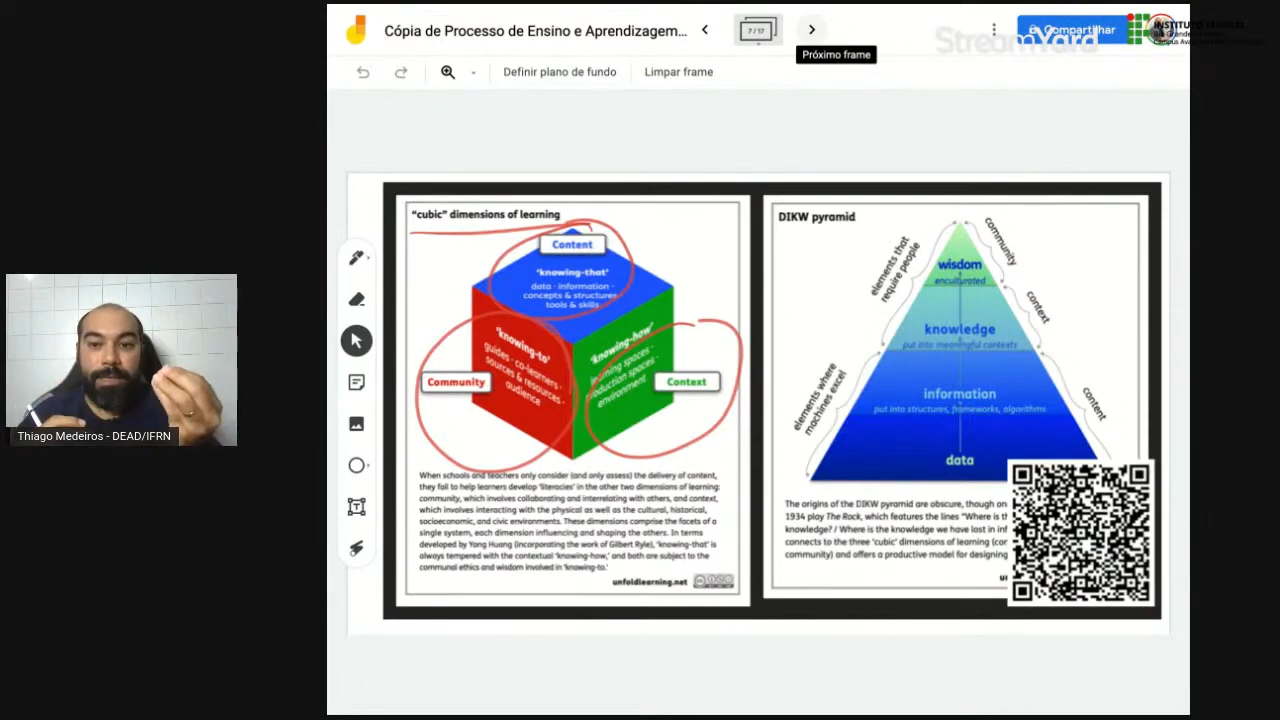 Cópia de Processo de Ensino e Aprendizagem...
7 / 17
Compartilhar
StreamYard
INSTITUTO FEDERAL
Próximo frame
Definir plano de fundo
Limpar frame
"cubic" dimensions of learning
Content
'knowing-that'
data · information ·
concepts & structures
tools & skills
'knowing-to'
guides · co-learners ·
sources & resources ·
audience
Community
'knowing-how'
learning spaces ·
production spaces ·
environment
Context
When schools and teachers only consider (and only assess) the delivery of content,
they fail to help learners develop 'literacies' in the other two dimensions of learning:
community, which involves collaborating and interrelating with others, and context,
which involves interacting with the physical as well as the cultural, historical,
socioeconomic, and civic environments. These dimensions comprise the facets of a
single system, each dimension influencing and shaping the others. In terms
developed by Yong Huang (incorporating the work of Gilbert Ryle), 'knowing-that' is
always tempered with the contextual 'knowing-how,' and both are subject to the
communal ethics and wisdom involved in 'knowing-to.'
unfoldlearning.net
DIKW pyramid
elements that
require people
elements where
machines excel
community
context
content
wisdom
enculturated
knowledge
put into meaningful contexts
information
put into structures, frameworks, algorithms
data
The origins of the DIKW pyramid are obscure, though on
1934 play The Rock, which features the lines "Where is th
knowledge? / Where is the knowledge we have lost in inf
connects to the three 'cubic' dimensions of learning (con
community) and offers a productive model for designing
Thiago Medeiros - DEAD/IFRN